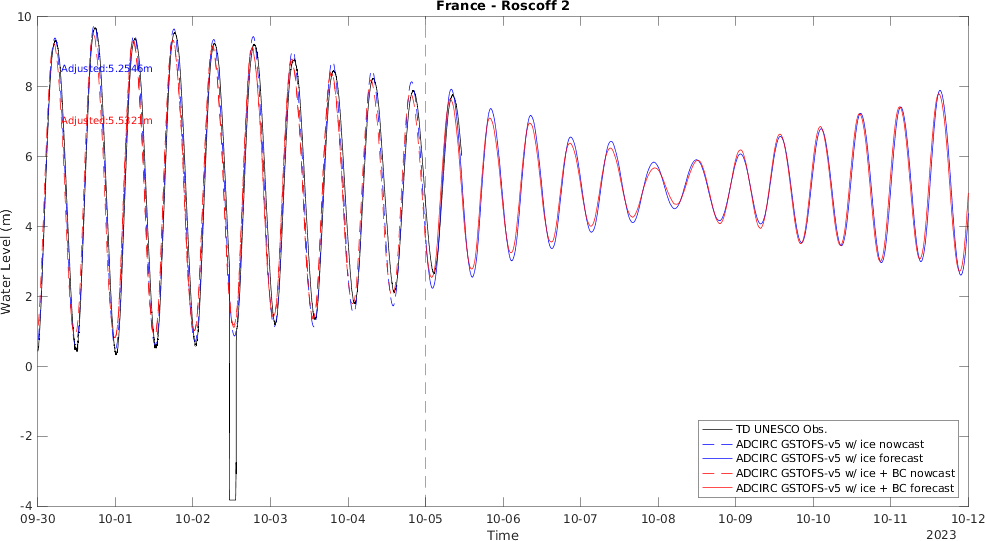 France - Roscoff 2
10
8
6
4
2
0
-2
-4
Water Level (m)
Adjusted:5.2546m
Adjusted:5.5321m
TD UNESCO Obs.
ADCIRC GSTOFS-v5 w/ ice nowcast
ADCIRC GSTOFS-v5 w/ ice forecast
ADCIRC GSTOFS-v5 w/ ice + BC nowcast
ADCIRC GSTOFS-v5 w/ ice + BC forecast
09-30 10-01 10-02 10-03 10-04 10-05 10-06 10-07 10-08 10-09 10-10 10-11 10-12
Time
2023